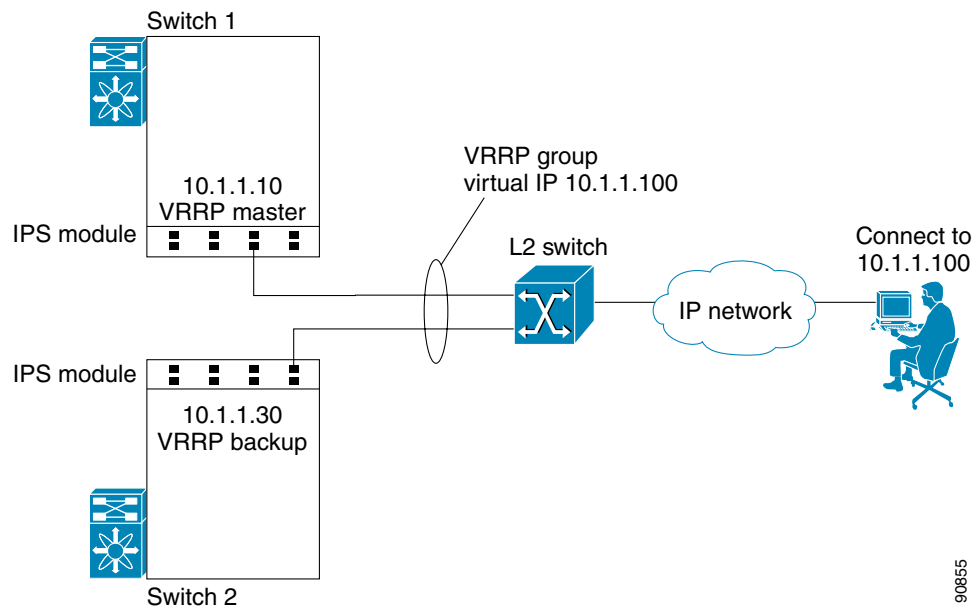 Switch 1
10.1.1.10
VRRP master
IPS module
VRRP group
virtual IP 10.1.1.100
L2 switch
IP network
Connect to
10.1.1.100
IPS module
10.1.1.30
VRRP backup
Switch 2
90855